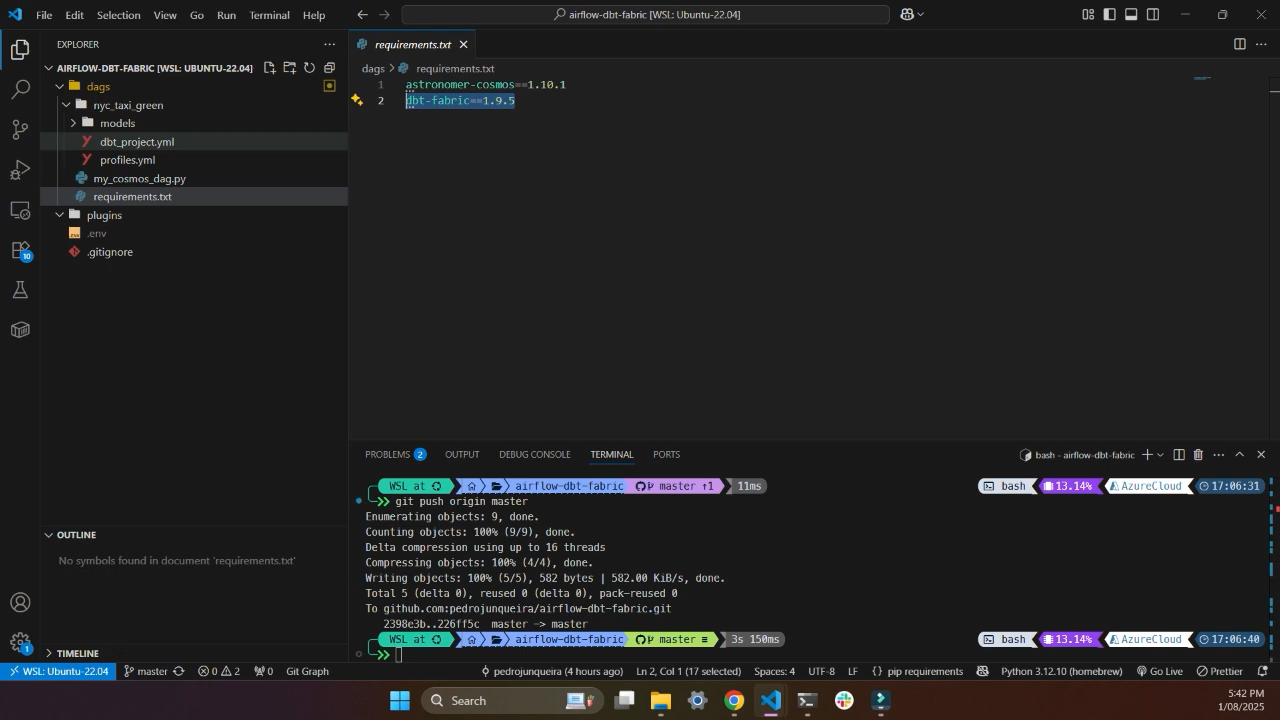 File Edit Selection View Go Run Terminal Help
airflow-dbt-fabric [WSL: Ubuntu-22.04]
EXPLORER
AIRFLOW-DBT-FABRIC [WSL: UBUNTU-22.04]
dags
nyc_taxi_green
models
dbt_project.yml
profiles.yml
my_cosmos_dag.py
requirements.txt
plugins
.env
.gitignore
10
OUTLINE
No symbols found in document 'requirements.txt'
TIMELINE
1
requirements.txt
dags > requirements.txt
1 astronomer-cosmos==1.10.1
2 dbt-fabric==1.9.5
PROBLEMS 2 OUTPUT DEBUG CONSOLE TERMINAL PORTS
bash - airflow-dbt-fabric
WSL at airflow-dbt-fabric master ↑1 11ms bash 13.14% AzureCloud 17:06:31
git push origin master
Enumerating objects: 9, done.
Counting objects: 100% (9/9), done.
Delta compression using up to 16 threads
Compressing objects: 100% (4/4), done.
Writing objects: 100% (5/5), 582 bytes | 582.00 KiB/s, done.
Total 5 (delta 0), reused 0 (delta 0), pack-reused 0
To github.com:pedrojunqueira/airflow-dbt-fabric.git
2398e3b..226ff5c master -> master
WSL at airflow-dbt-fabric master ≡ 3s 150ms bash 13.14% AzureCloud 17:06:40
WSL: Ubuntu-22.04 master 0 2 0 Git Graph pedrojunqueira (4 hours ago) Ln 2, Col 1 (17 selected) Spaces: 4 UTF-8 LF {} pip requirements Python 3.12.10 (homebrew) Go Live Prettier
Search
5:42 PM
1/08/2025